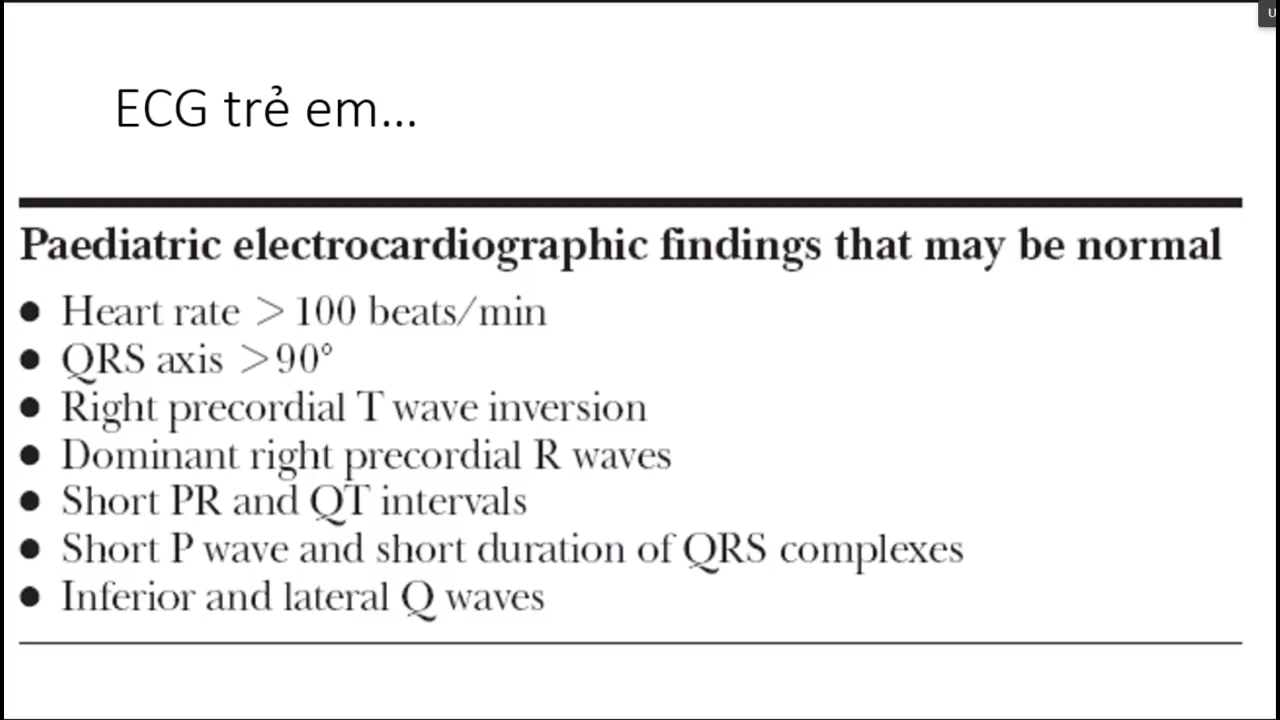 U
ECG trẻ em...
Paediatric electrocardiographic findings that may be normal
● Heart rate > 100 beats/min
● QRS axis >90°
● Right precordial T wave inversion
● Dominant right precordial R waves
● Short PR and QT intervals
● Short P wave and short duration of QRS complexes
● Inferior and lateral Q waves